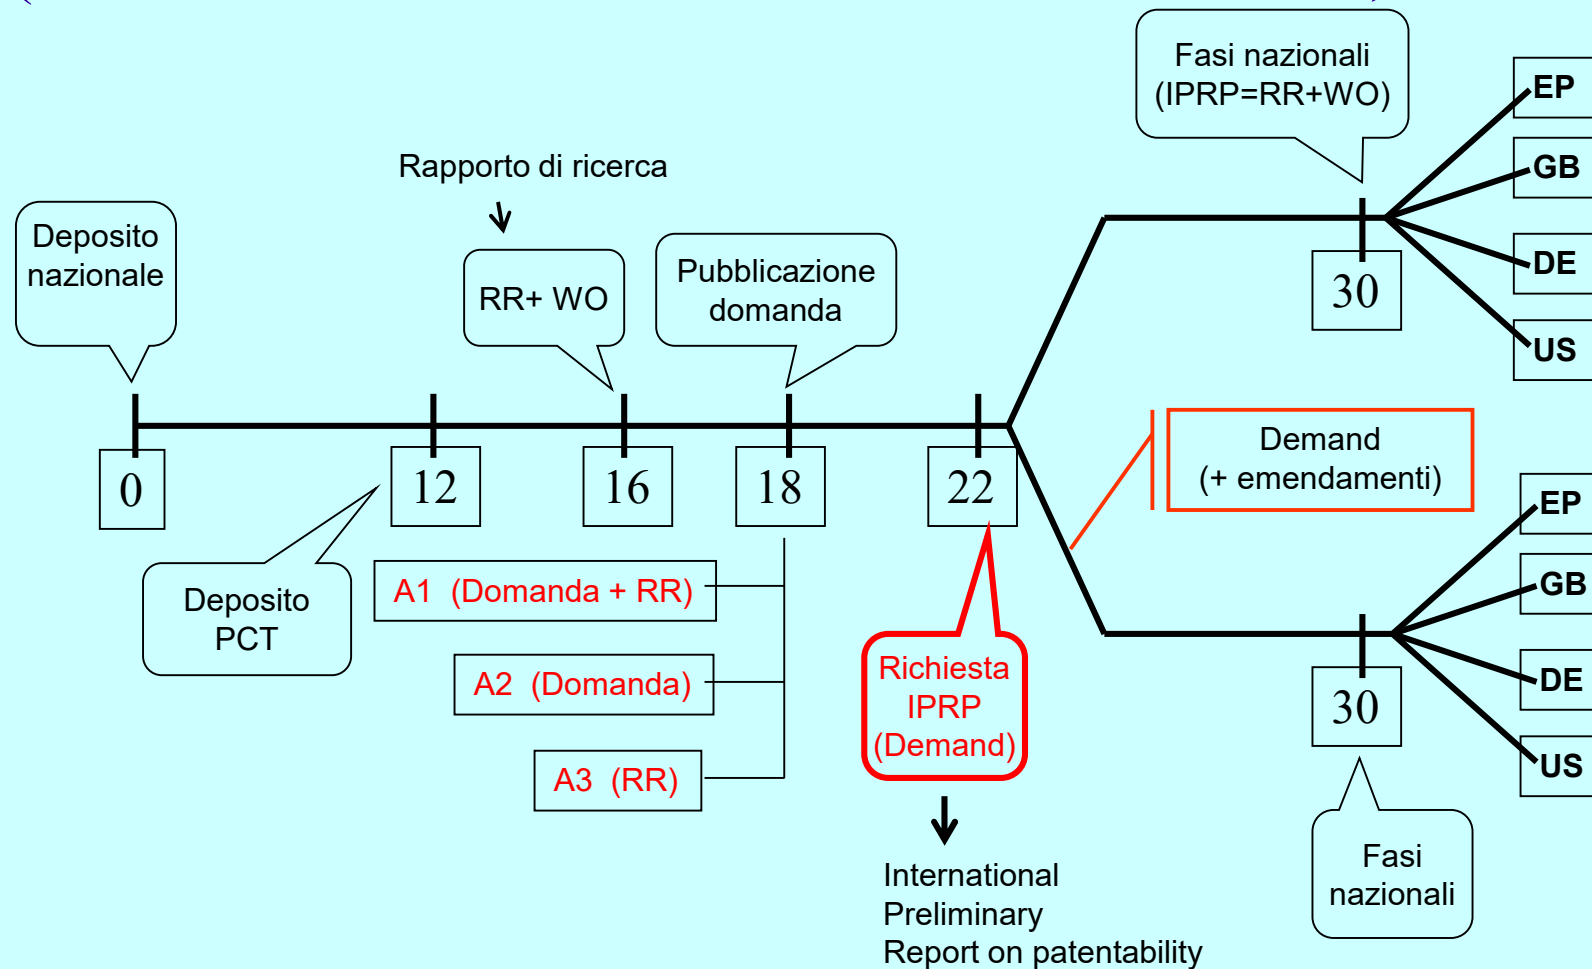 Fasi nazionali
(IPRP=RR+WO)
EP
GB
DE
US
30
Rapporto di ricerca
Deposito
nazionale
RR+ WO
Pubblicazione
domanda
0
12
16
18
22
Demand
(+ emendamenti)
Deposito
PCT
A1 (Domanda + RR)
A2 (Domanda)
A3 (RR)
Richiesta
IPRP
(Demand)
International
Preliminary
Report on patentability
EP
GB
DE
US
30
Fasi
nazionali